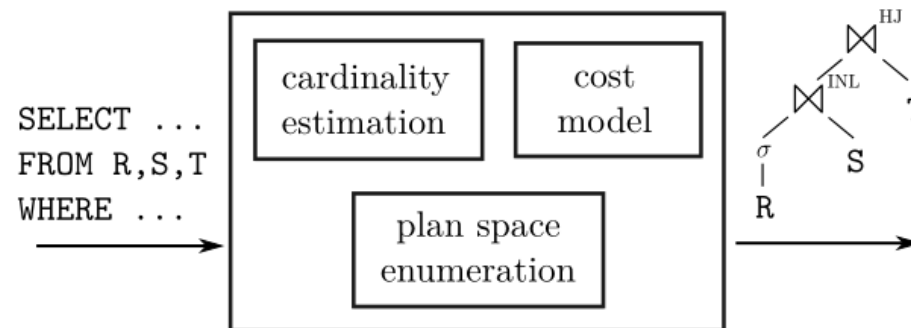 SELECT ...
FROM R,S,T
WHERE ...
cardinality
estimation
cost
model
plan space
enumeration
HJ
INL
σ
S
R